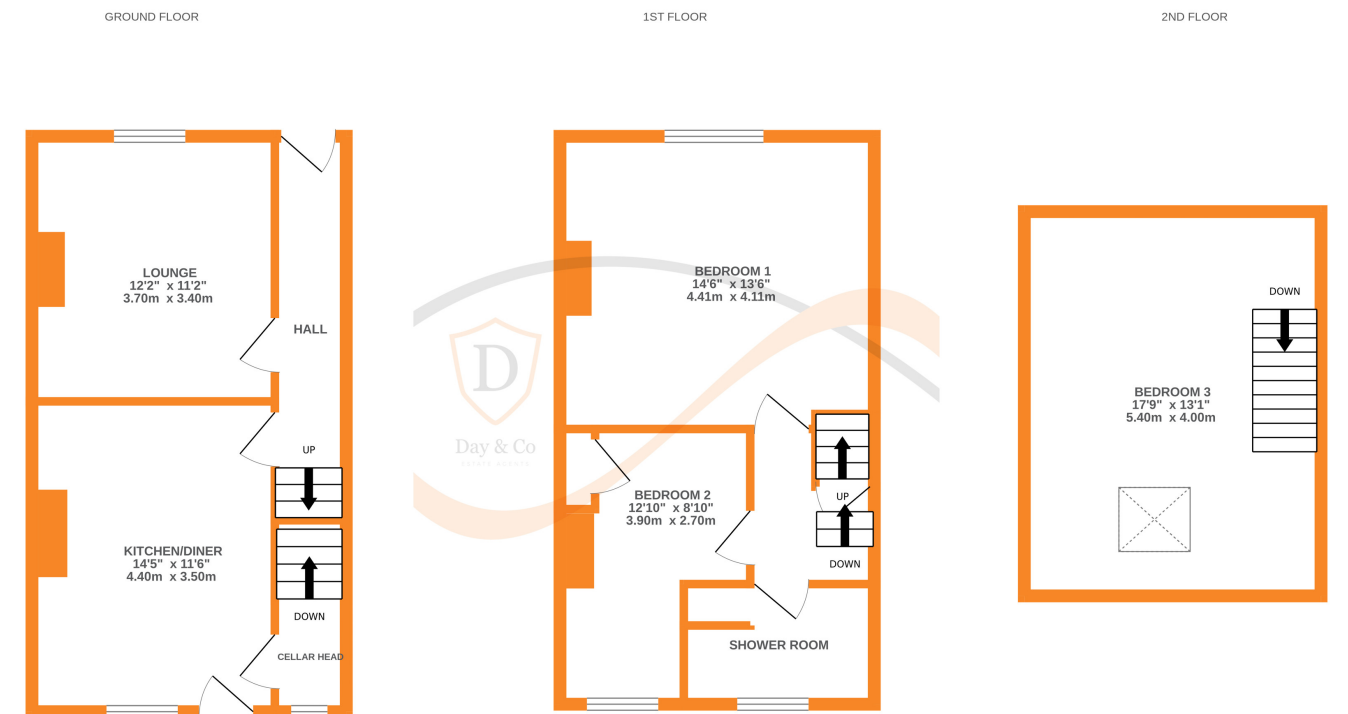 GROUND FLOOR
1ST FLOOR
2ND FLOOR
LOUNGE
12'2" x 11'2"
3.70m x 3.40m
HALL
UP
KITCHEN/DINER
14'5" x 11'6"
4.40m x 3.50m
DOWN
CELLAR HEAD
BEDROOM 1
14'6" x 13'6"
4.41m x 4.11m
D
Day & Co
ESTATE AGENTS
BEDROOM 2
12'10" x 8'10"
3.90m x 2.70m
UP
DOWN
SHOWER ROOM
DOWN
BEDROOM 3
17'9" x 13'1"
5.40m x 4.00m